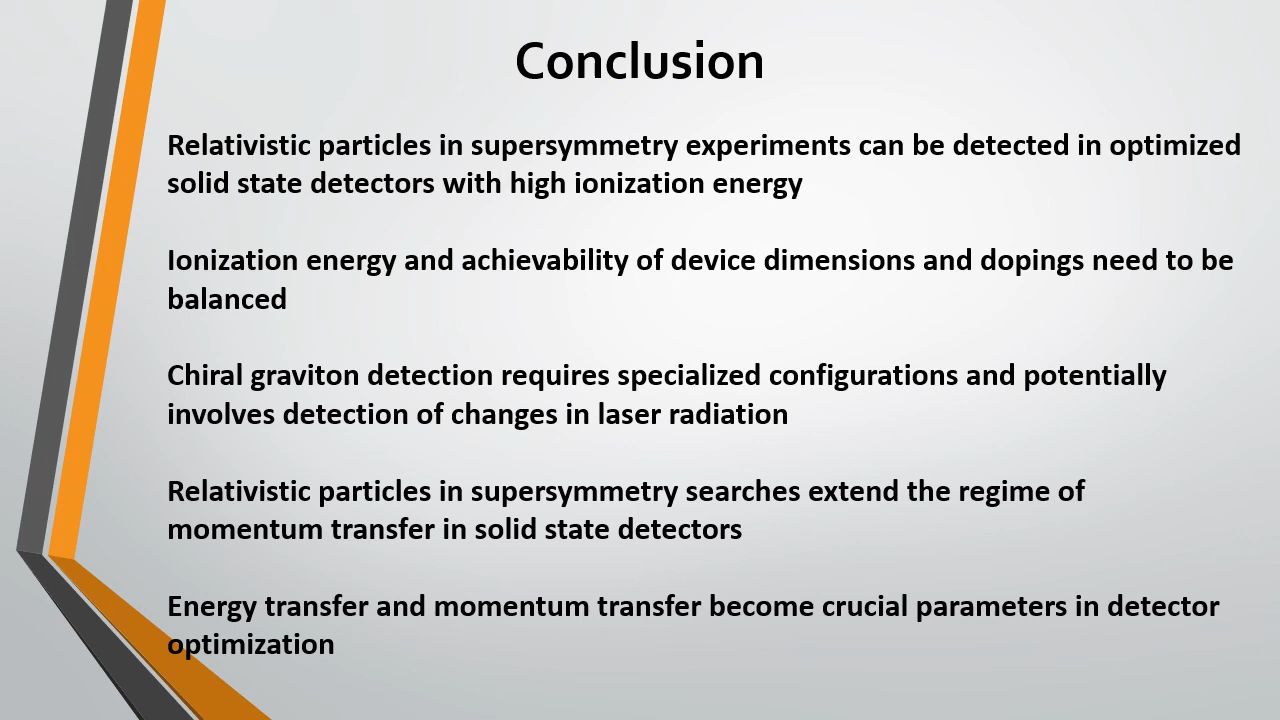 Conclusion
Relativistic particles in supersymmetry experiments can be detected in optimized
solid state detectors with high ionization energy
Ionization energy and achievability of device dimensions and dopings need to be
balanced
Chiral graviton detection requires specialized configurations and potentially
involves detection of changes in laser radiation
Relativistic particles in supersymmetry searches extend the regime of
momentum transfer in solid state detectors
Energy transfer and momentum transfer become crucial parameters in detector
optimization